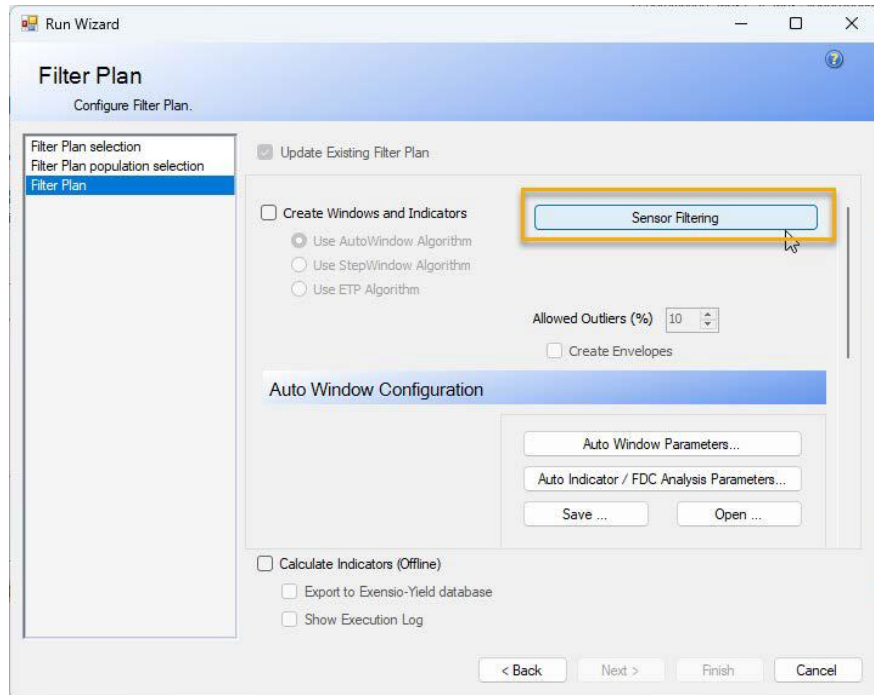 Run Wizard
Filter Plan
Configure Filter Plan.
Filter Plan selection
Filter Plan population selection
Filter Plan
Update Existing Filter Plan
Create Windows and Indicators
Sensor Filtering
Use AutoWindow Algorithm
Use StepWindow Algorithm
Use ETP Algorithm
Allowed Outliers (%) 10
Create Envelopes
Auto Window Configuration
Auto Window Parameters...
Auto Indicator / FDC Analysis Parameters...
Save ... Open ...
Calculate Indicators (Offline)
Export to Exensio-Yield database
Show Execution Log
< Back Next > Finish Cancel